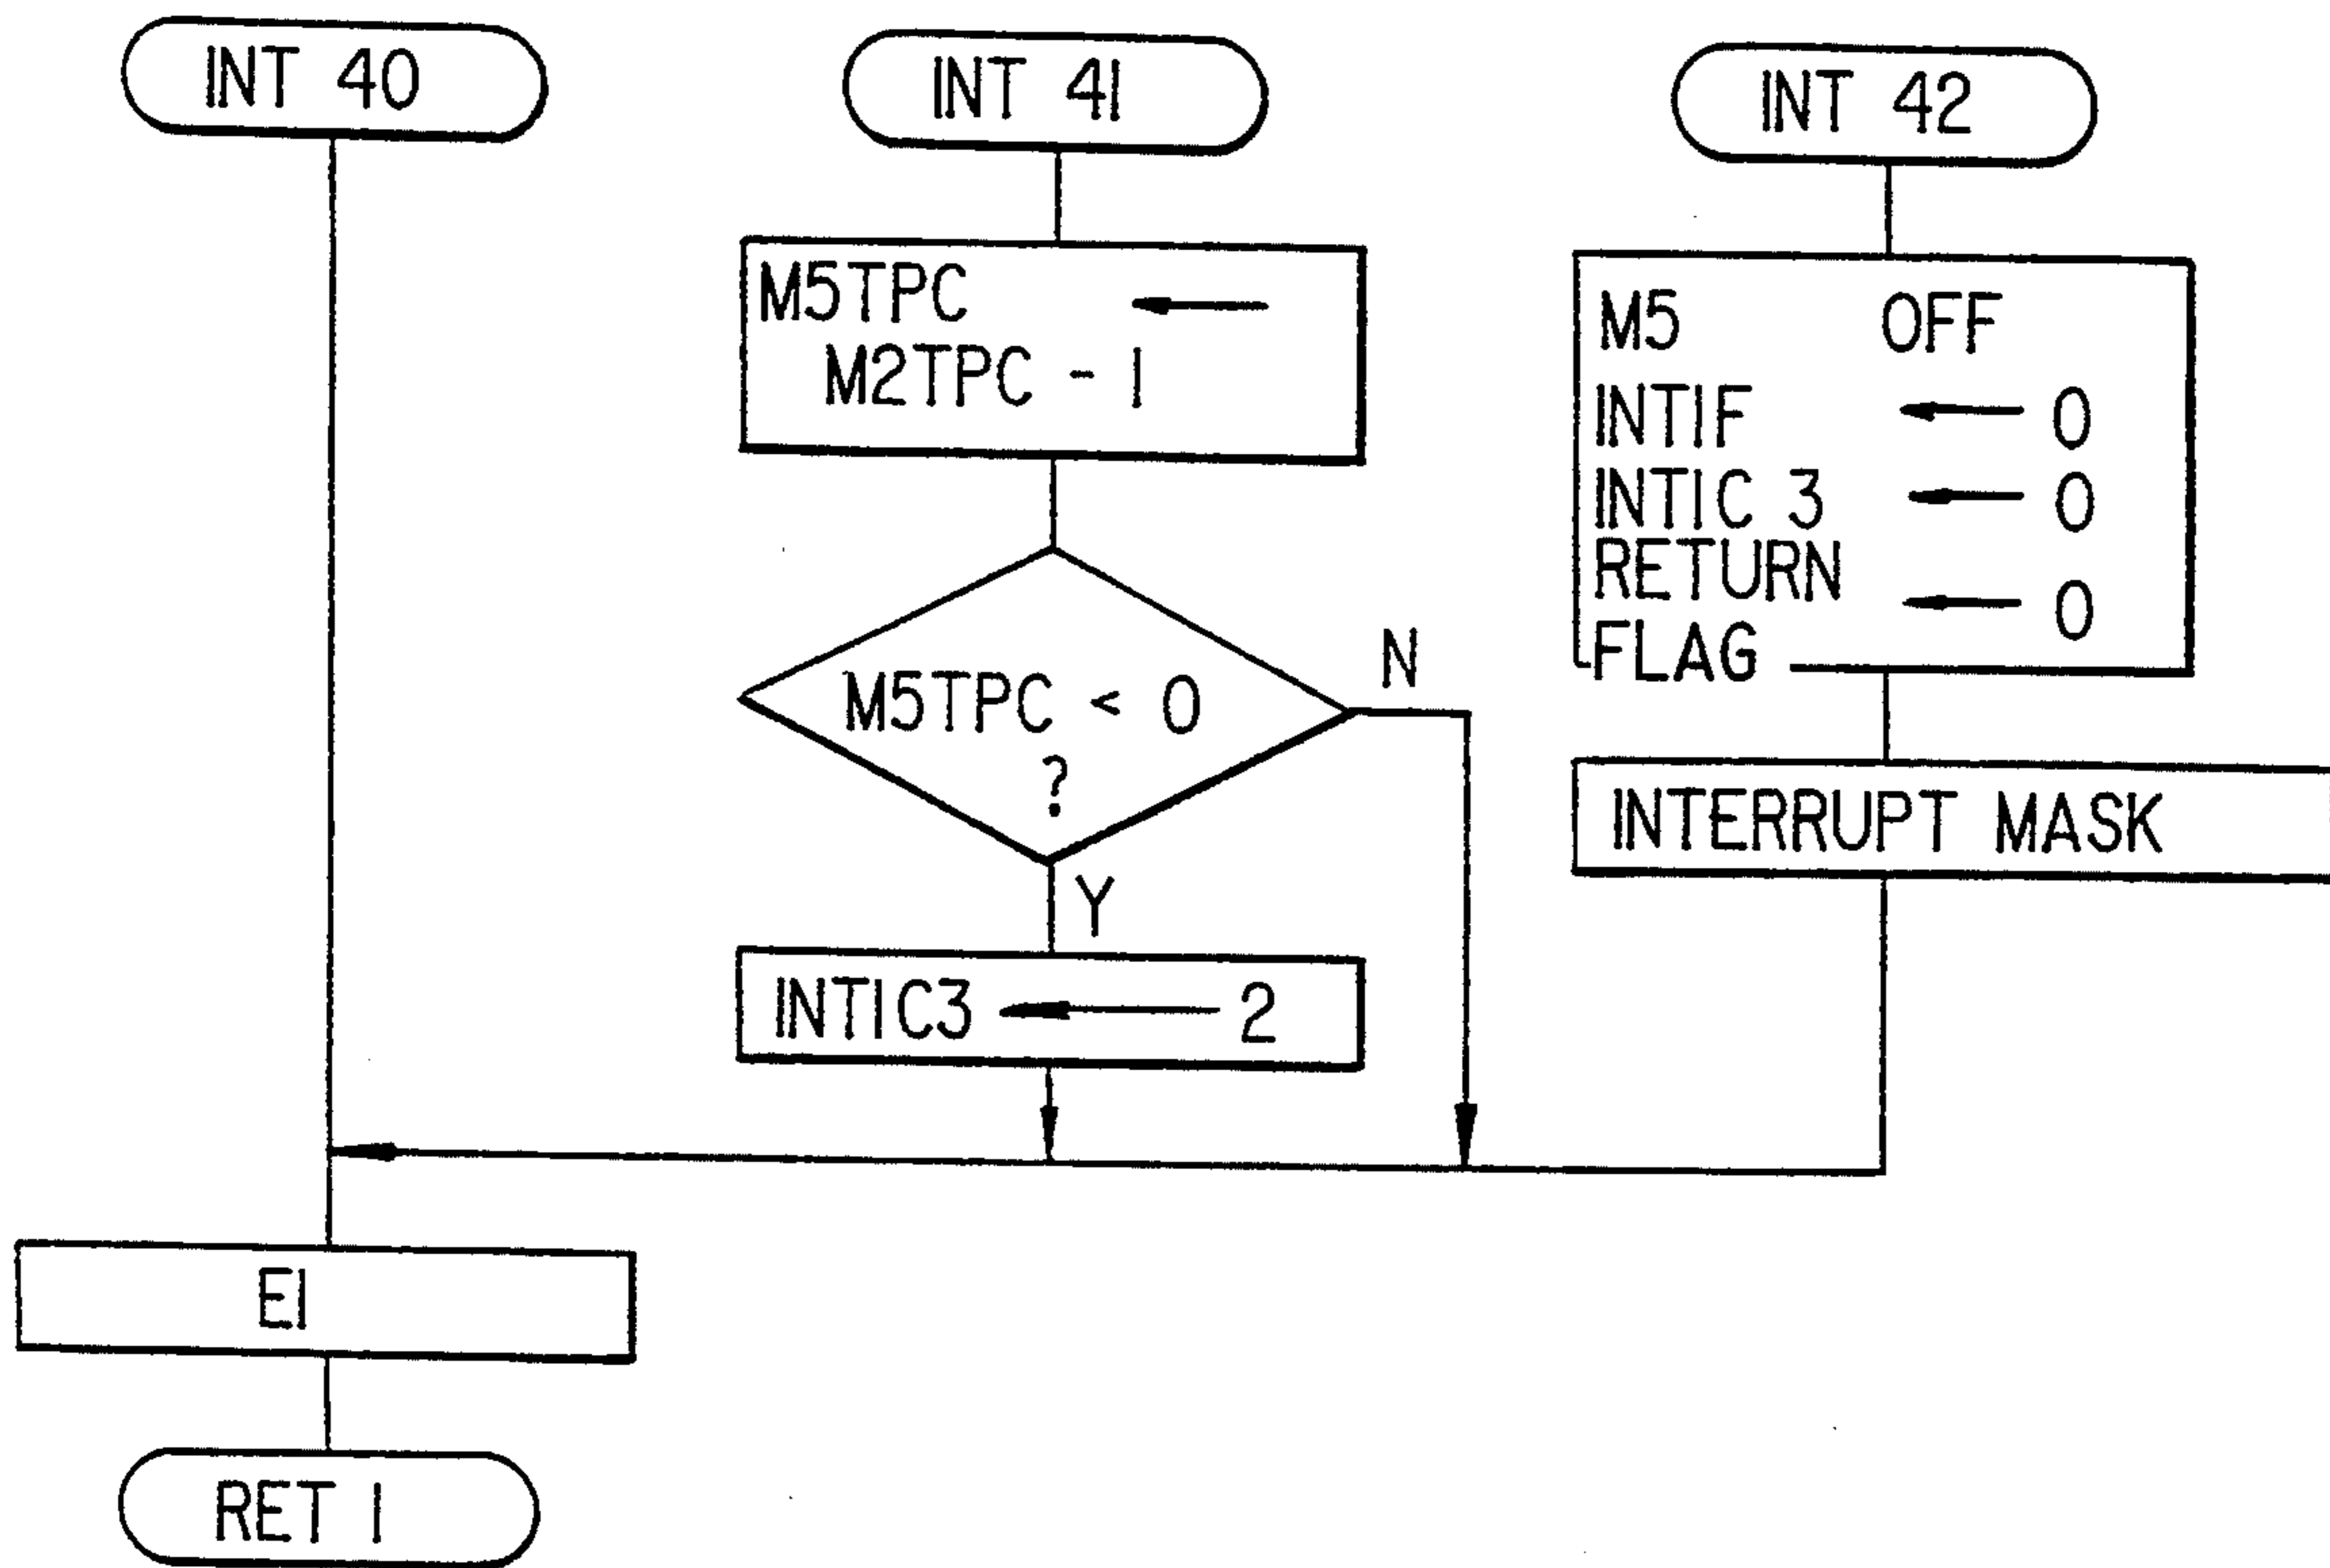 INT 40
INT 41
INT 42
M5TPC ←
M2TPC - 1
M5TPC < 0
?
N
Y
INTIC3 ← 2
M5 OFF
INTIF ← 0
INTIC 3 ← 0
RETURN
← 0
FLAG
INTERRUPT MASK
EI
RET I